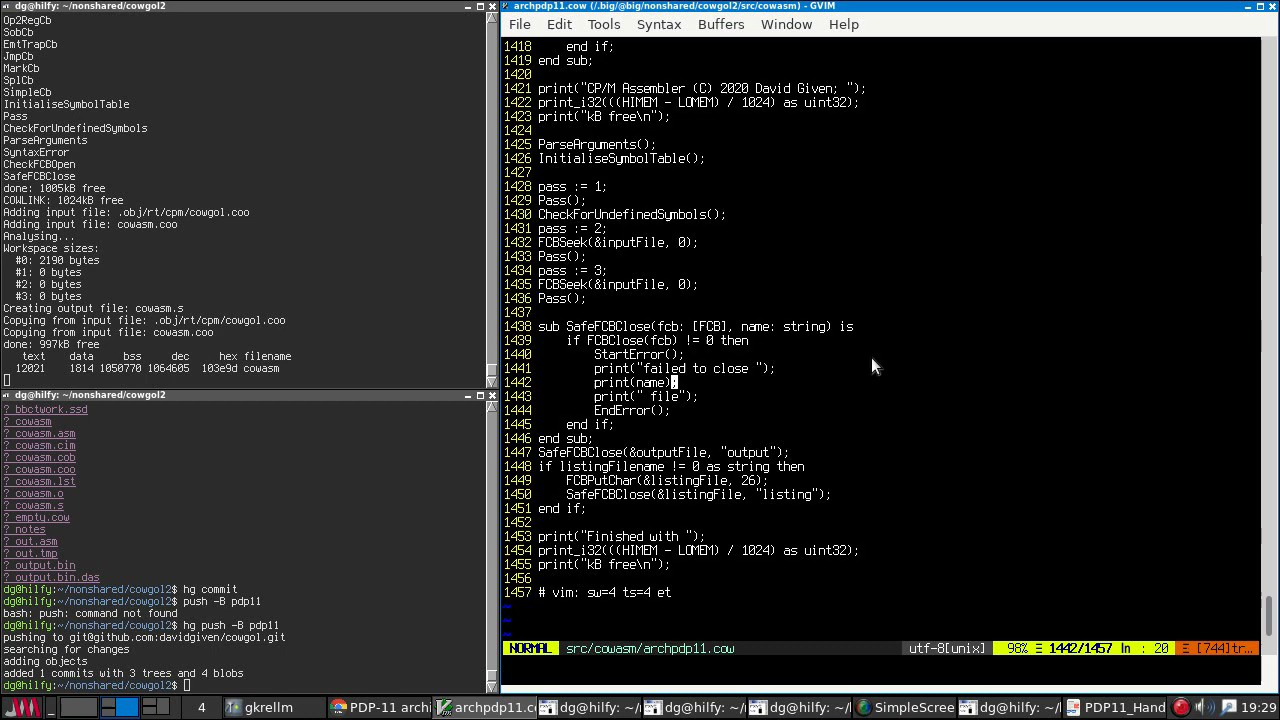 dg@hilfy: ~/nonshared/cowgol2
Op2RegCb
SobCb
EmtTrapCb
JmpCb
MarkCb
SplCb
SimpleCb
InitialiseSymbolTable
Pass
CheckForUndefinedSymbols
ParseArguments
SyntaxError
CheckFCBOpen
SafeFCBClose
done: 1005kB free
COWLINK: 1024kB free
Adding input file: .obj/rt/cpm/cowgol.coo
Adding input file: cowasm.coo
Analysing...
Workspace sizes:
  #0: 2190 bytes
  #1: 0 bytes
  #2: 0 bytes
  #3: 0 bytes
Creating output file: cowasm.s
Copying from input file: .obj/rt/cpm/cowgol.coo
Copying from input file: cowasm.coo
done: 997kB free
   text    data     bss     dec     hex filename
  12021    1814 1050770 1064605  103e9d cowasm.cim
dg@hilfy: ~/nonshared/cowgol2
? bbctwork.ssd
? cowasm
? cowasm.asm
? cowasm.cim
? cowasm.cob
? cowasm.coo
? cowasm.lst
? cowasm.o
? cowasm.s
? empty.cow
? notes
? out.asm
? out.tmp
? output.bin
? output.bin.das
dg@hilfy:~/nonshared/cowgol2$ hg commit
dg@hilfy:~/nonshared/cowgol2$ push -B pdp11
bash: push: command not found
dg@hilfy:~/nonshared/cowgol2$ hg push -B pdp11
pushing to git@github.com:davidgiven/cowgol.git
searching for changes
adding objects
added 1 commits with 3 trees and 4 blobs
dg@hilfy:~/nonshared/cowgol2$
archpdp11.cow (/.big/@big/nonshared/cowgol2/src/cowasm) - GVIM
File Edit Tools Syntax Buffers Window Help
1418     end if;
1419 end sub;
1420
1421 print("CP/M Assembler (C) 2020 David Given; ");
1422 print_i32(((HIMEM - LOMEM) / 1024) as uint32);
1423 print("kB free\n");
1424
1425 ParseArguments();
1426 InitialiseSymbolTable();
1427
1428 pass := 1;
1429 Pass();
1430 CheckForUndefinedSymbols();
1431 pass := 2;
1432 FCBSeek(&inputFile, 0);
1433 Pass();
1434 pass := 3;
1435 FCBSeek(&inputFile, 0);
1436 Pass();
1437
1438 sub SafeFCBClose(fcb: [FCB], name: string) is
1439     if FCBClose(fcb) != 0 then
1440         StartError();
1441         print("failed to close ");
1442         print(name);
1443         print(" file");
1444         EndError();
1445     end if;
1446 end sub;
1447 SafeFCBClose(&outputFile, "output");
1448 if listingFilename != 0 as string then
1449     FCBPutChar(&listingFile, 26);
1450     SafeFCBClose(&listingFile, "listing");
1451 end if;
1452
1453 print("Finished with ");
1454 print_i32(((HIMEM - LOMEM) / 1024) as uint32);
1455 print("kB free\n");
1456
1457 # vim: sw=4 ts=4 et
~
~
~
NORMAL src/cowasm/archpdp11.cow utf-8[unix] 98% Ξ 1442/1457 ln : 20 Ξ [744]tr…
4 gkrellm PDP-11 archi archpdp11.c dg@hilfy: ~/ dg@hilfy: ~/ dg@hilfy: ~/ SimpleScree dg@hilfy: ~/ PDP11_Hand 19:29